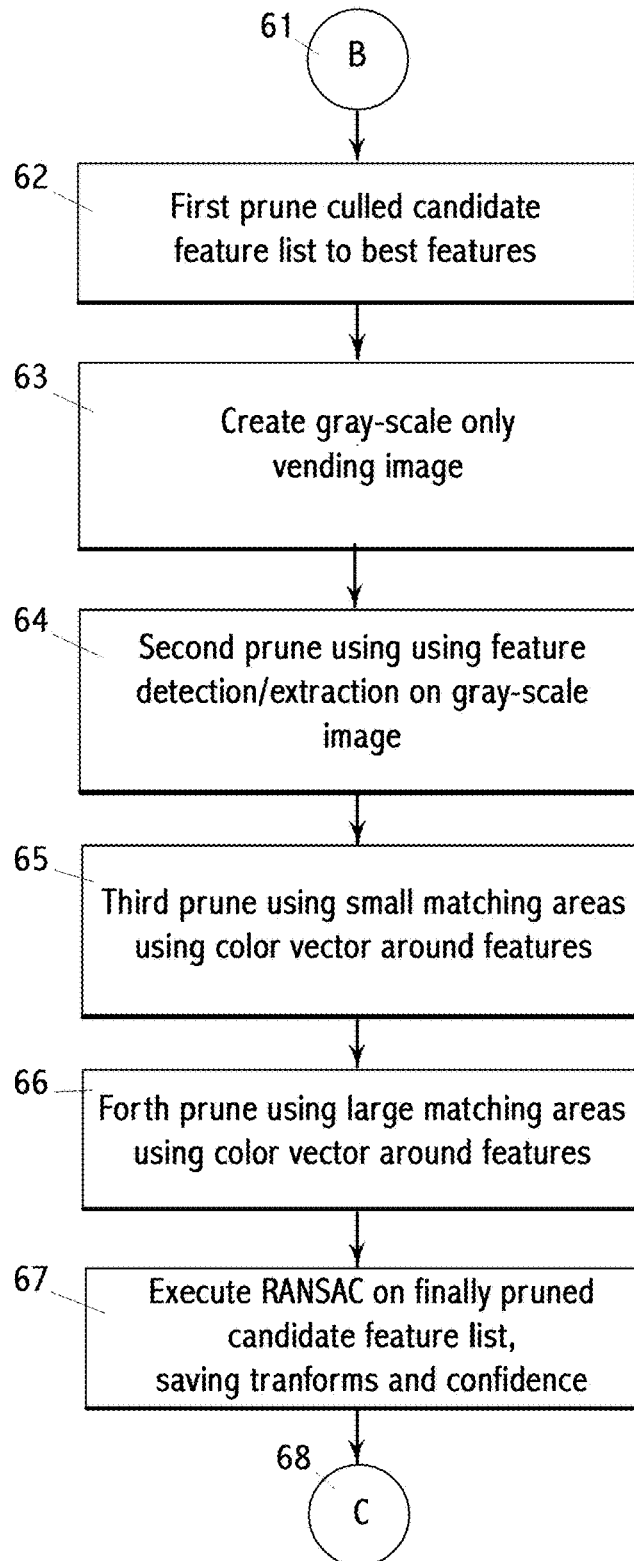 61
B
62
First prune culled candidate
feature list to best features
63
Create gray-scale only
vending image
64
Second prune using using feature
detection/extraction on gray-scale
image
65
Third prune using small matching areas
using color vector around features
66
Forth prune using large matching areas
using color vector around features
67
Execute RANSAC on finally pruned
candidate feature list,
saving tranforms and confidence
68
C